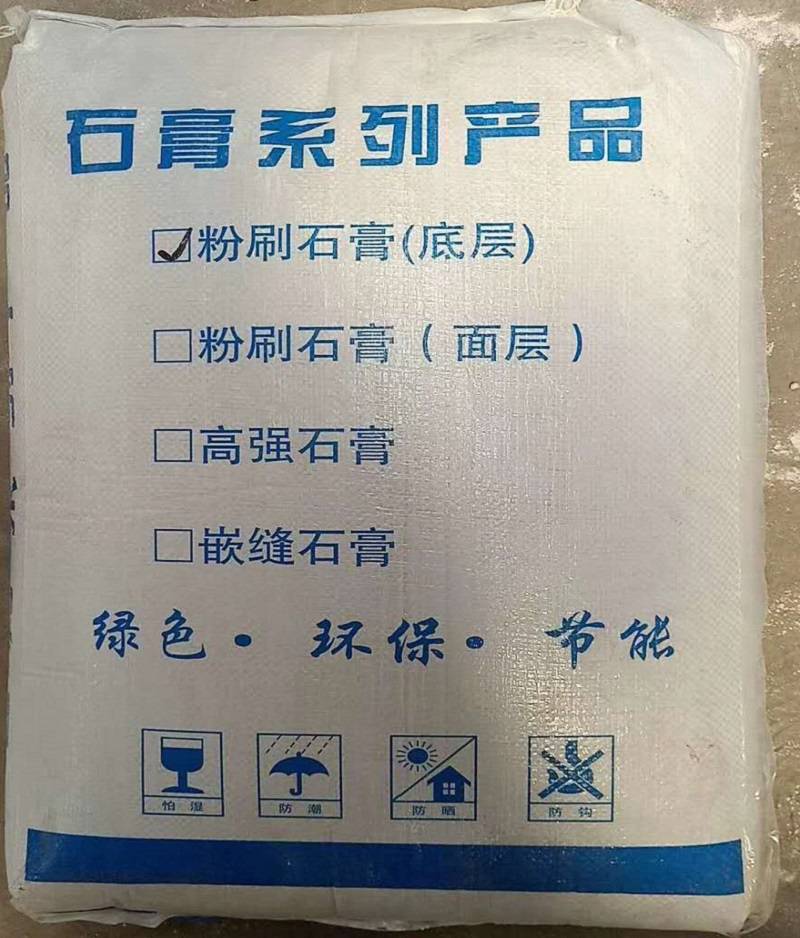 石膏系列产品
☑粉刷石膏(底层)
□粉刷石膏(面层)
□高强石膏
□嵌缝石膏
绿色·环保·节能
怕湿 防潮 防晒 防钩